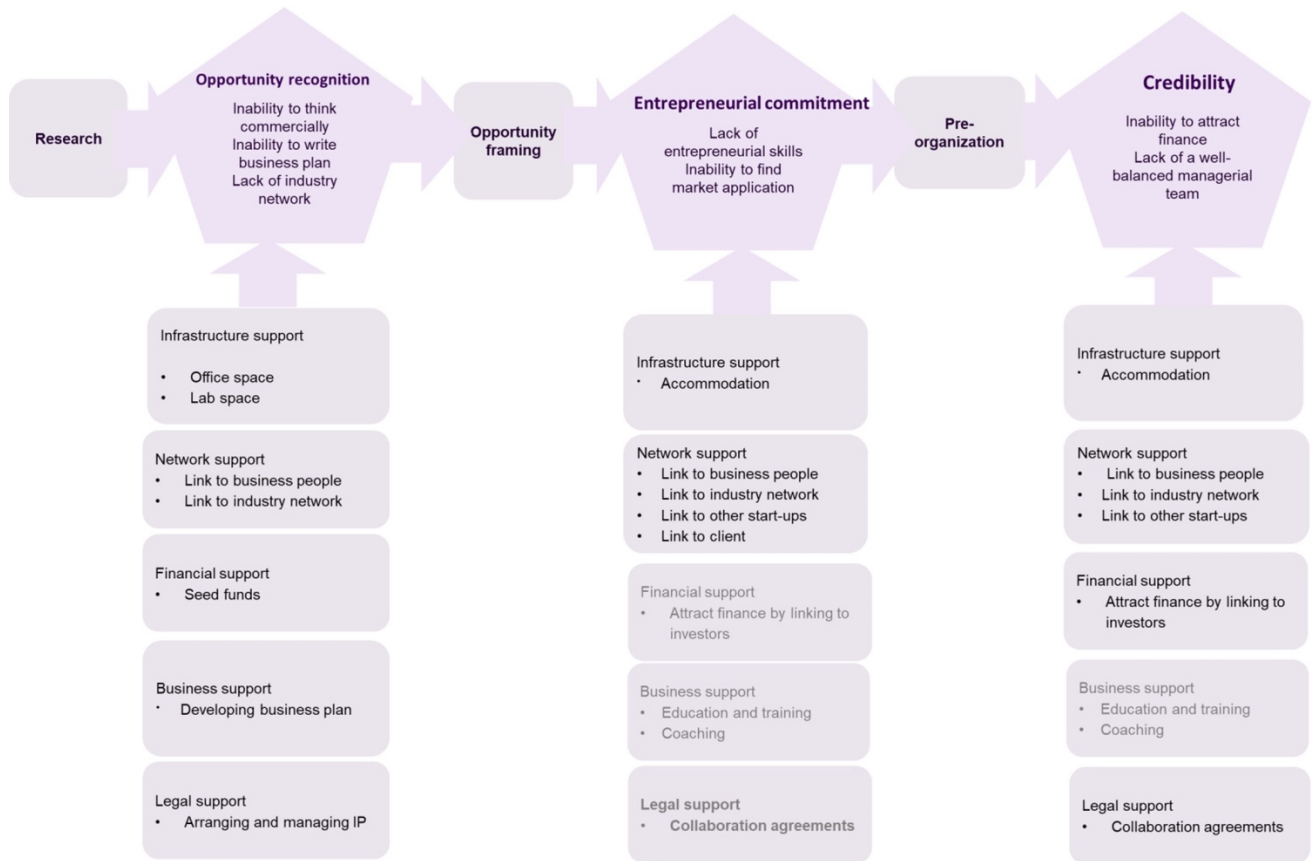 Research
Opportunity recognition
Inability to think
commercially
Inability to write
business plan
Lack of industry
network
Opportunity
framing
Entrepreneurial commitment
Lack of
entrepreneurial skills
Inability to find
market application
Pre-
organization
Credibility
Inability to attract
finance
Lack of a well-
balanced managerial
team
Infrastructure support
• Office space
• Lab space
Network support
• Link to business people
• Link to industry network
Financial support
• Seed funds
Business support
• Developing business plan
Legal support
• Arranging and managing IP
Infrastructure support
• Accommodation
Network support
• Link to business people
• Link to industry network
• Link to other start-ups
• Link to client
Financial support
• Attract finance by linking to
investors
Business support
• Education and training
• Coaching
Legal support
• Collaboration agreements
Infrastructure support
• Accommodation
Network support
• Link to business people
• Link to industry network
• Link to other start-ups
Financial support
• Attract finance by linking to
investors
Business support
• Education and training
• Coaching
Legal support
• Collaboration agreements